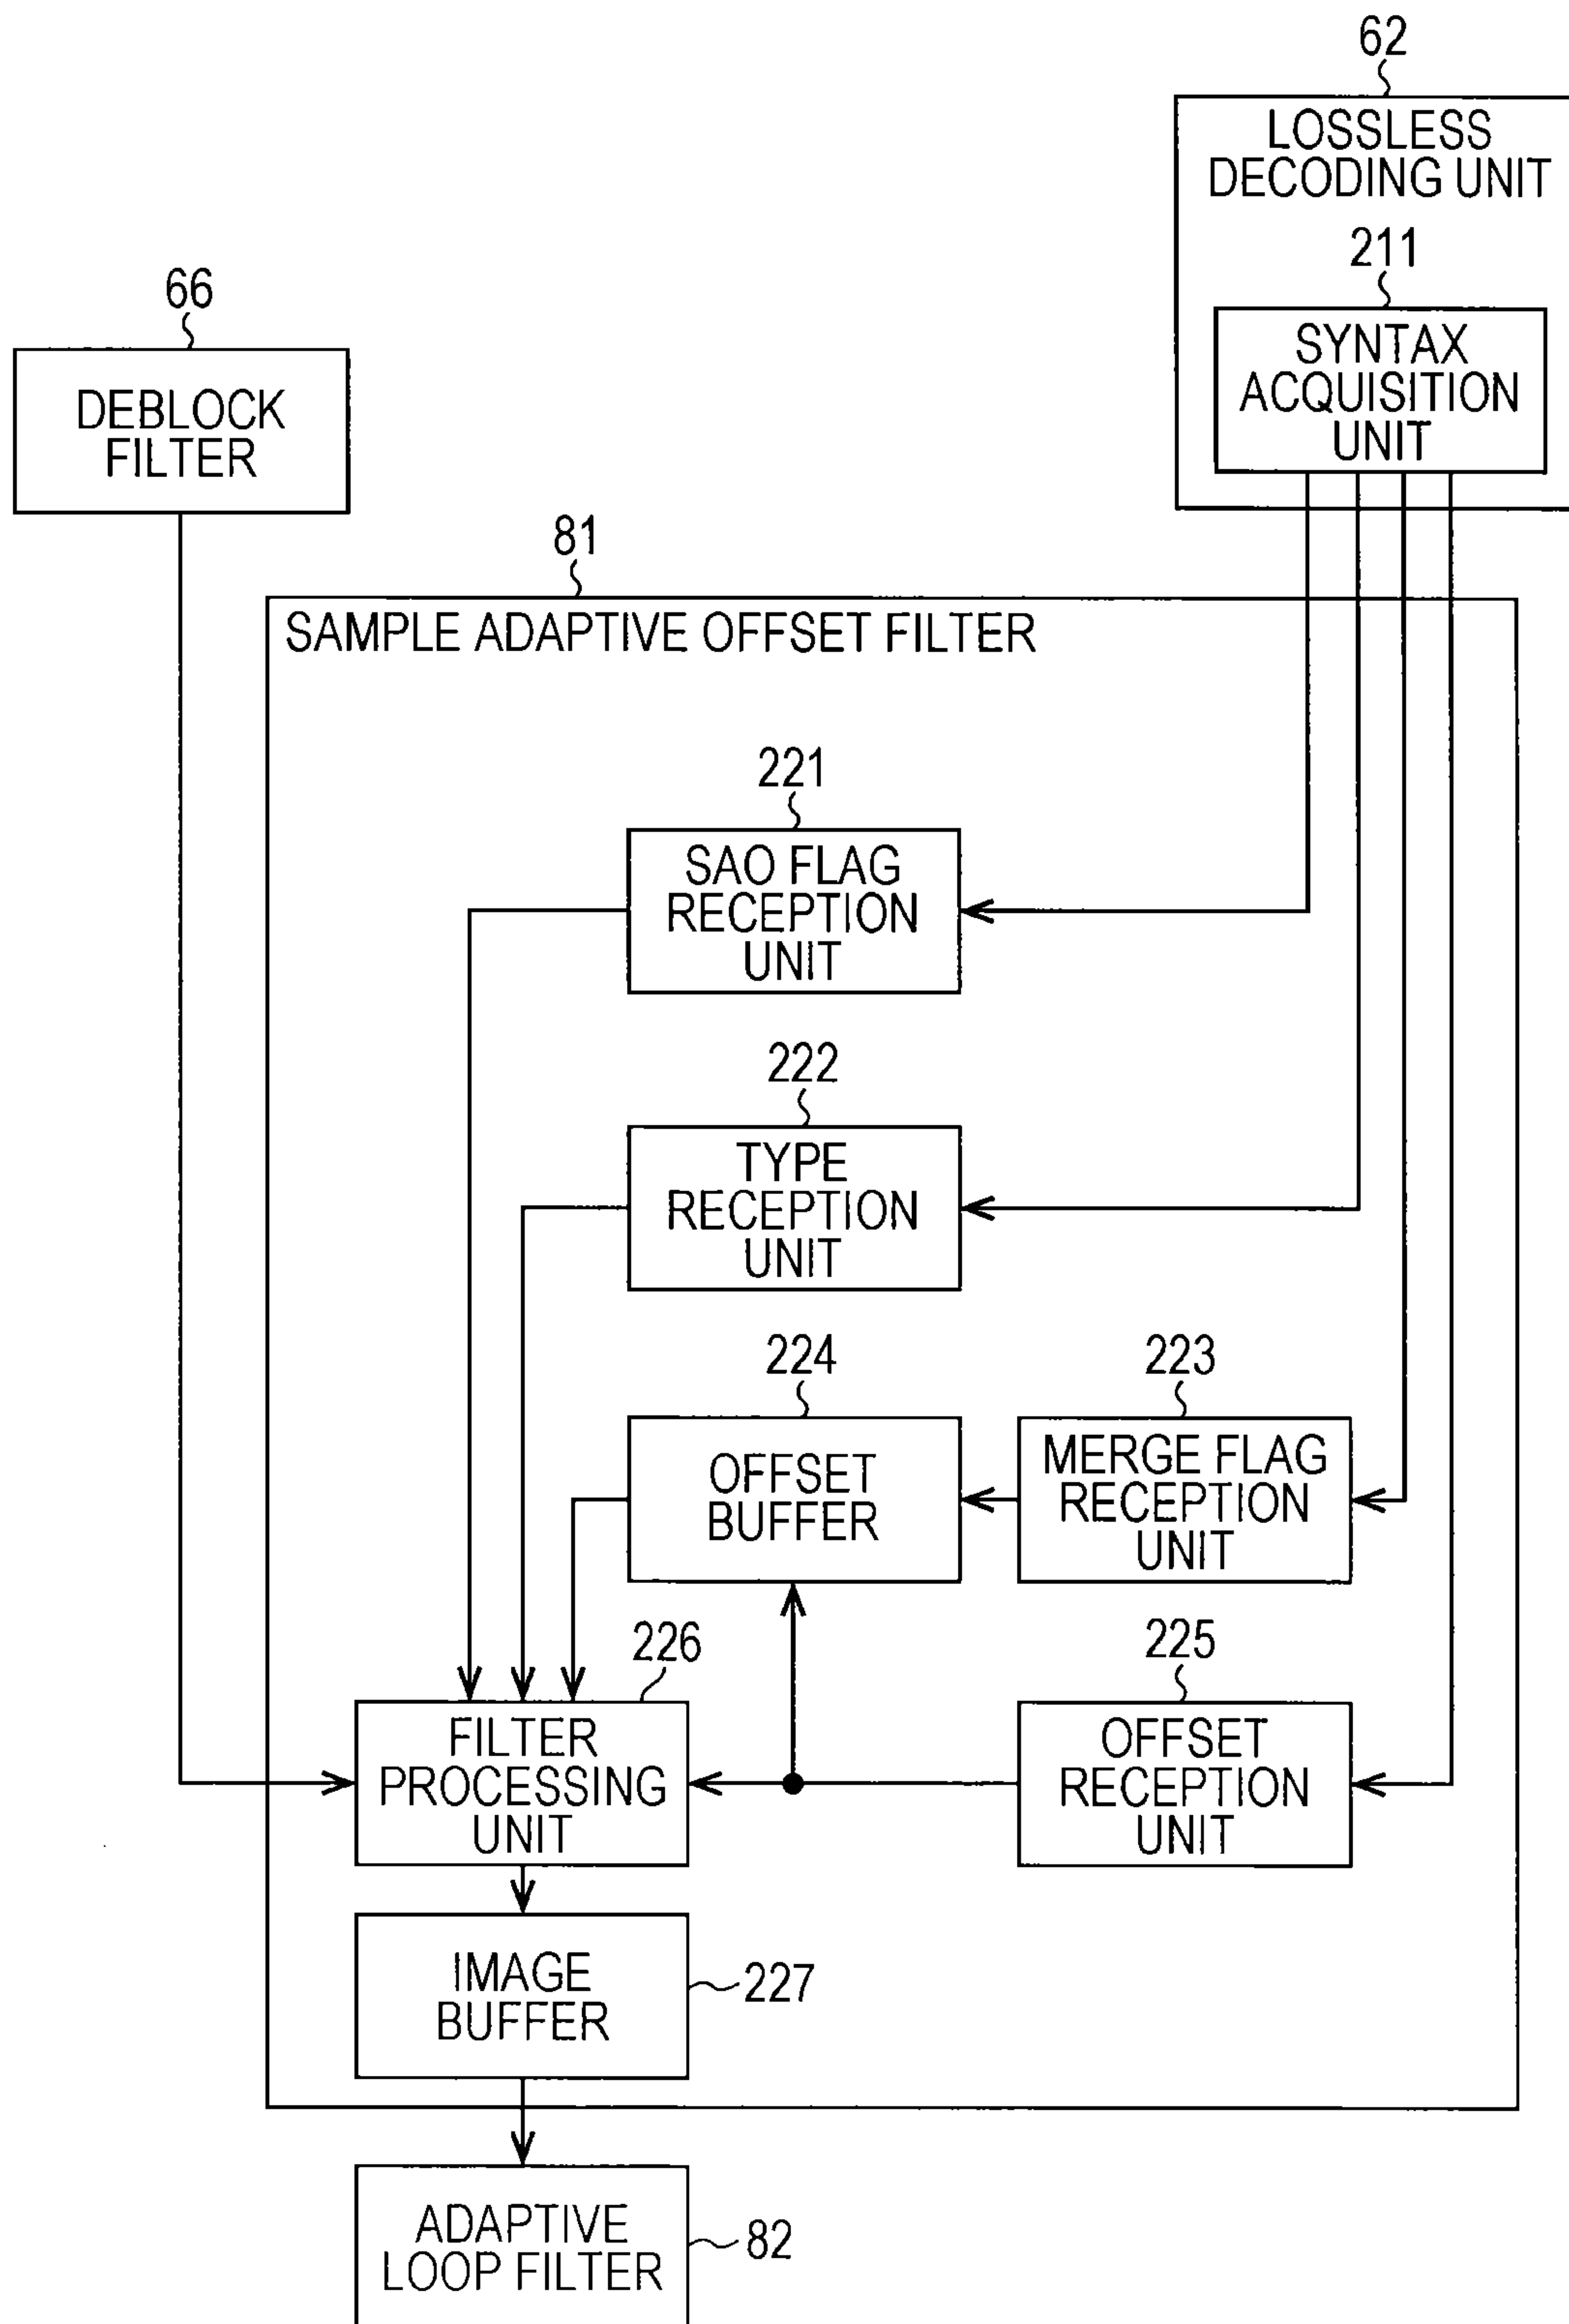 62
LOSSLESS
DECODING UNIT
211
SYNTAX
ACQUISITION
UNIT
66
DEBLOCK
FILTER
81
SAMPLE ADAPTIVE OFFSET FILTER
221
SAO FLAG
RECEPTION
UNIT
222
TYPE
RECEPTION
UNIT
224
OFFSET
BUFFER
223
MERGE FLAG
RECEPTION
UNIT
226
FILTER
PROCESSING
UNIT
225
OFFSET
RECEPTION
UNIT
IMAGE
BUFFER
227
ADAPTIVE
LOOP FILTER
82